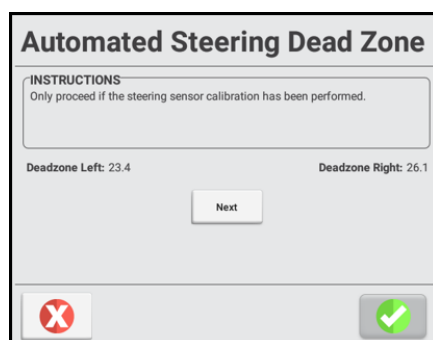 Automated Steering Dead Zone
INSTRUCTIONS
Only proceed if the steering sensor calibration has been performed.
Deadzone Left: 23.4 Deadzone Right: 26.1
Next